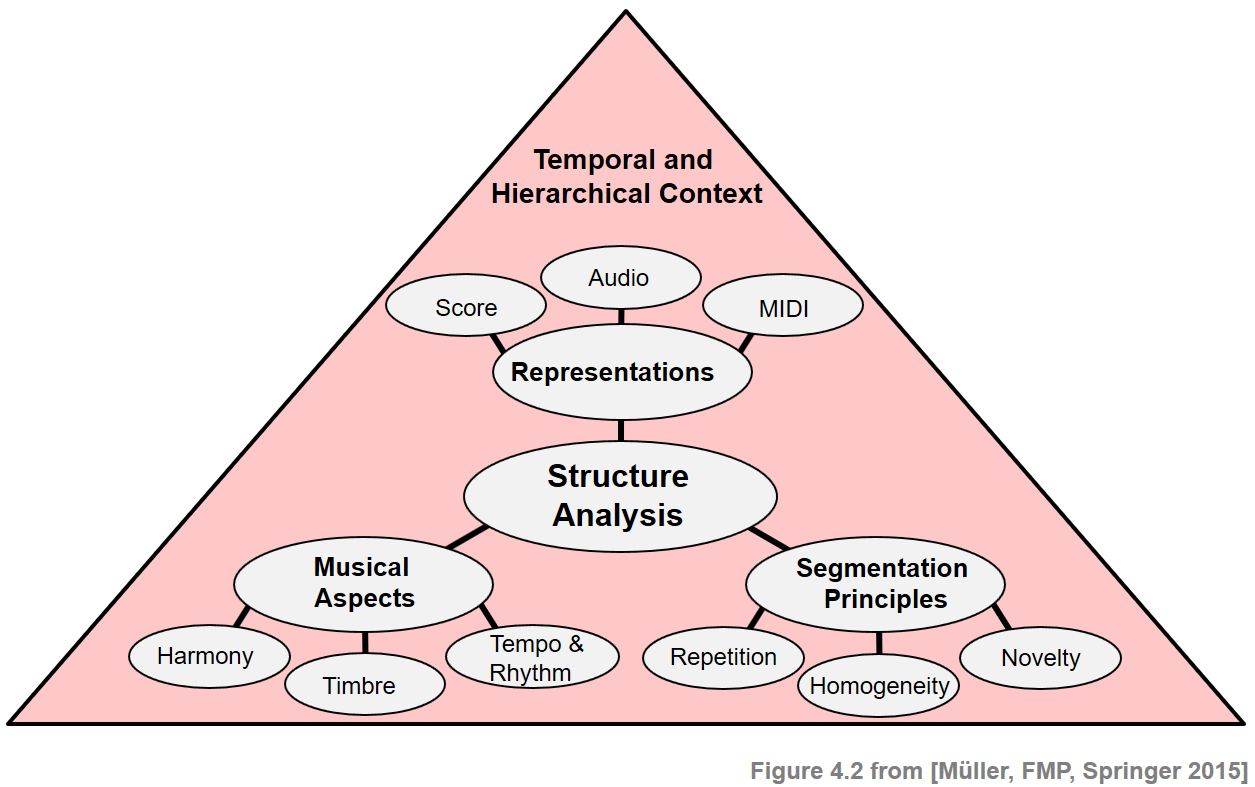 Temporal and
Hierarchical Context
Audio
Score
MIDI
Representations
Structure
Analysis
Musical
Aspects
Segmentation
Principles
Harmony
Timbre
Tempo &
Rhythm
Repetition
Homogeneity
Novelty
Figure 4.2 from [Müller, FMP, Springer 2015]